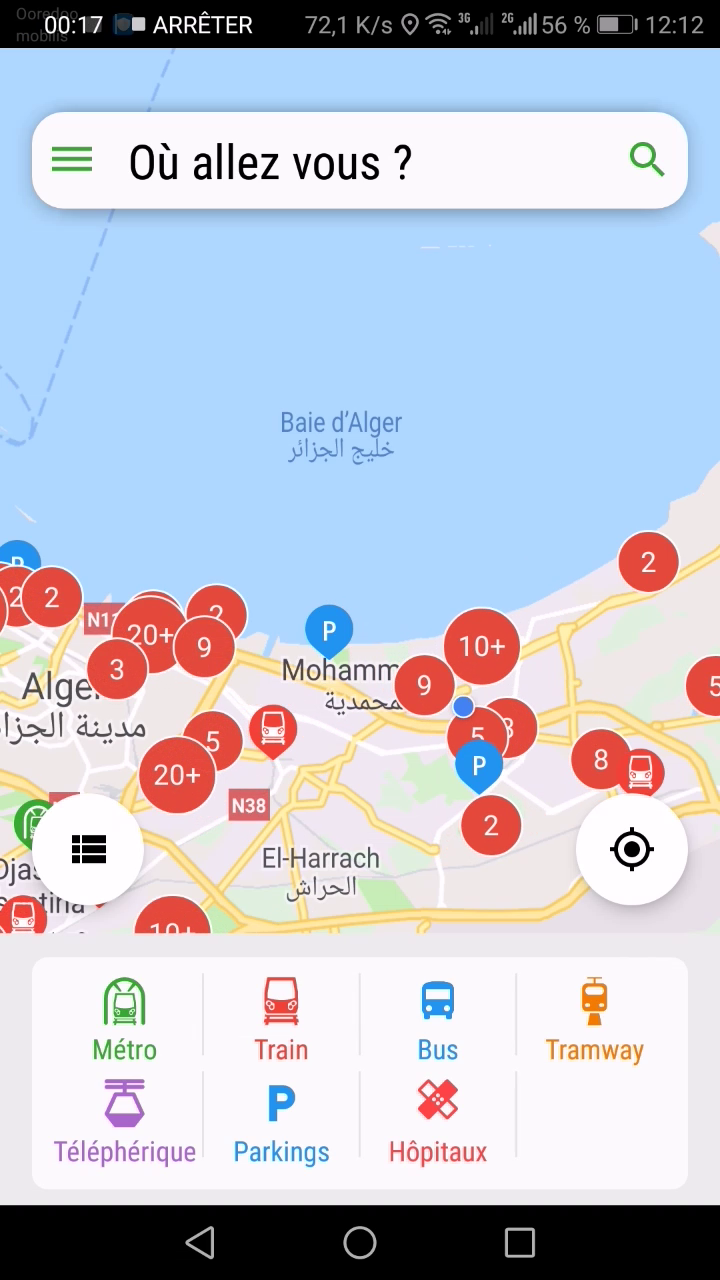 Ooredoo
mobilis
00:17 ARRÊTER 72,1 K/s 3G 2G 56 % 12:12
Où allez vous ?
Baie d’Alger
خليج الجزائر
P
2
2
2
N1
20+
2
9
P
10+
3
Mohamm
9
المحمدية
5
Alge
مدينة الجزا
5
3
5
20+
P
8
N38
2
El-Harrach
الحراش
Dja
tina
10+
Métro
Train
Bus
Tramway
P
Téléphérique
Parkings
Hôpitaux